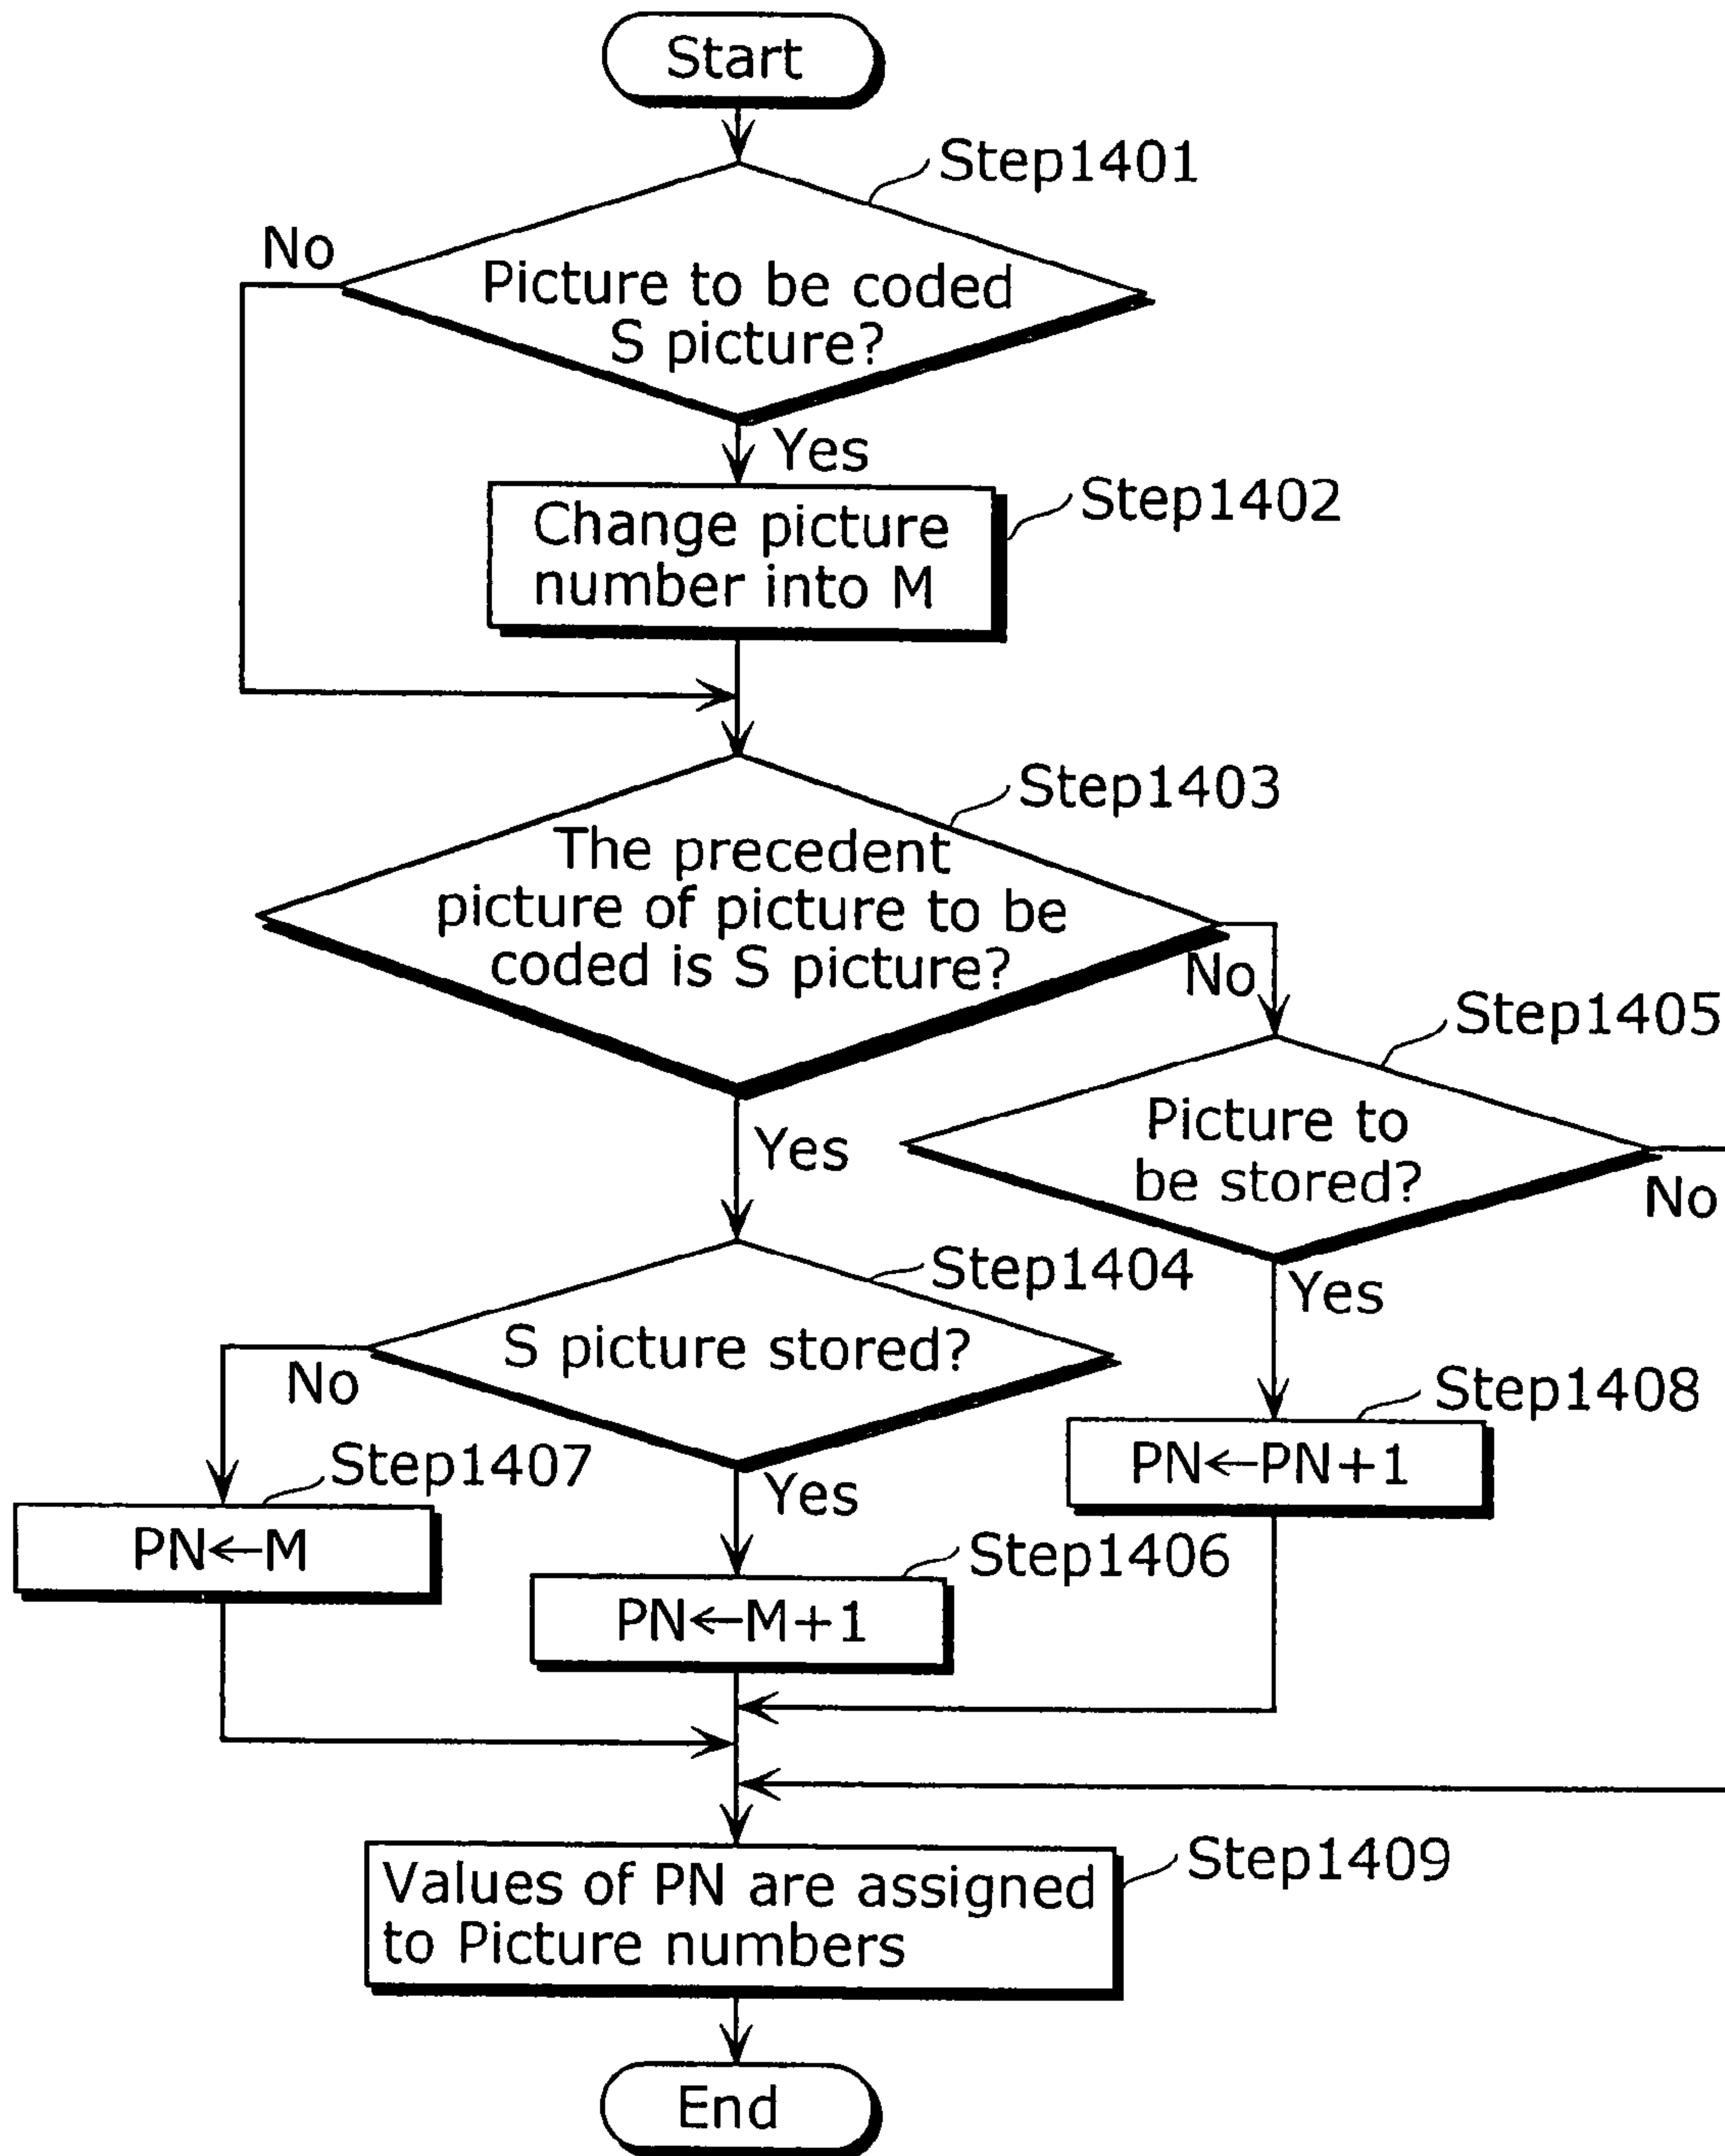 Start
Step1401
No
Picture to be coded
S picture?
Yes
Step1402
Change picture
number into M
Step1403
The precedent
picture of picture to be
coded is S picture?
No
Step1405
Yes
Picture to
be stored?
No
Step1404
Yes
S picture stored?
No
Step1408
Step1407
Yes
PN←PN+1
PN←M
Step1406
PN←M+1
Step1409
Values of PN are assigned
to Picture numbers
End